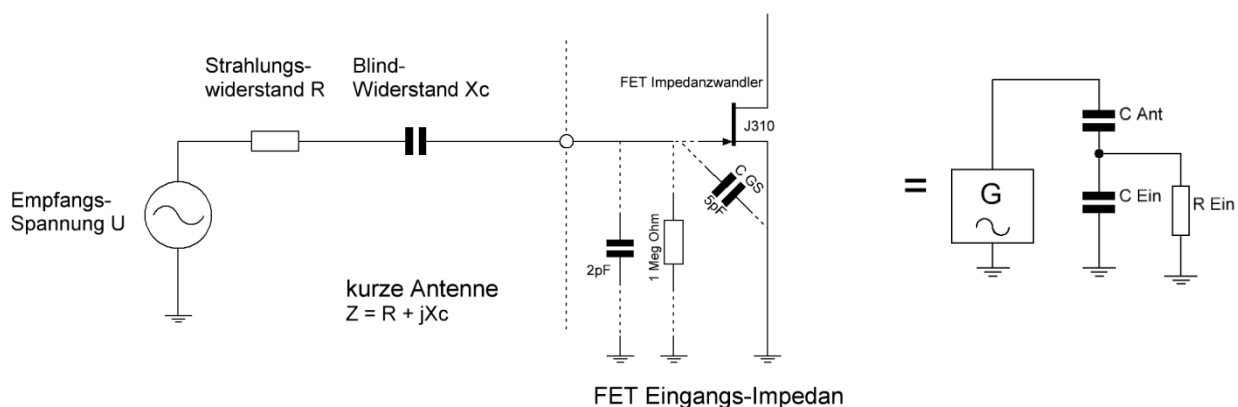 Strahlungs-
widerstand R
Blind-
Widerstand Xc
FET Impedanzwandler
J310
C Ant
C GS
5pF
Empfangs-
Spannung U
=
G
C Ein
R Ein
2pF
1 Meg Ohm
kurze Antenne
Z = R + jXc
FET Eingangs-Impedan